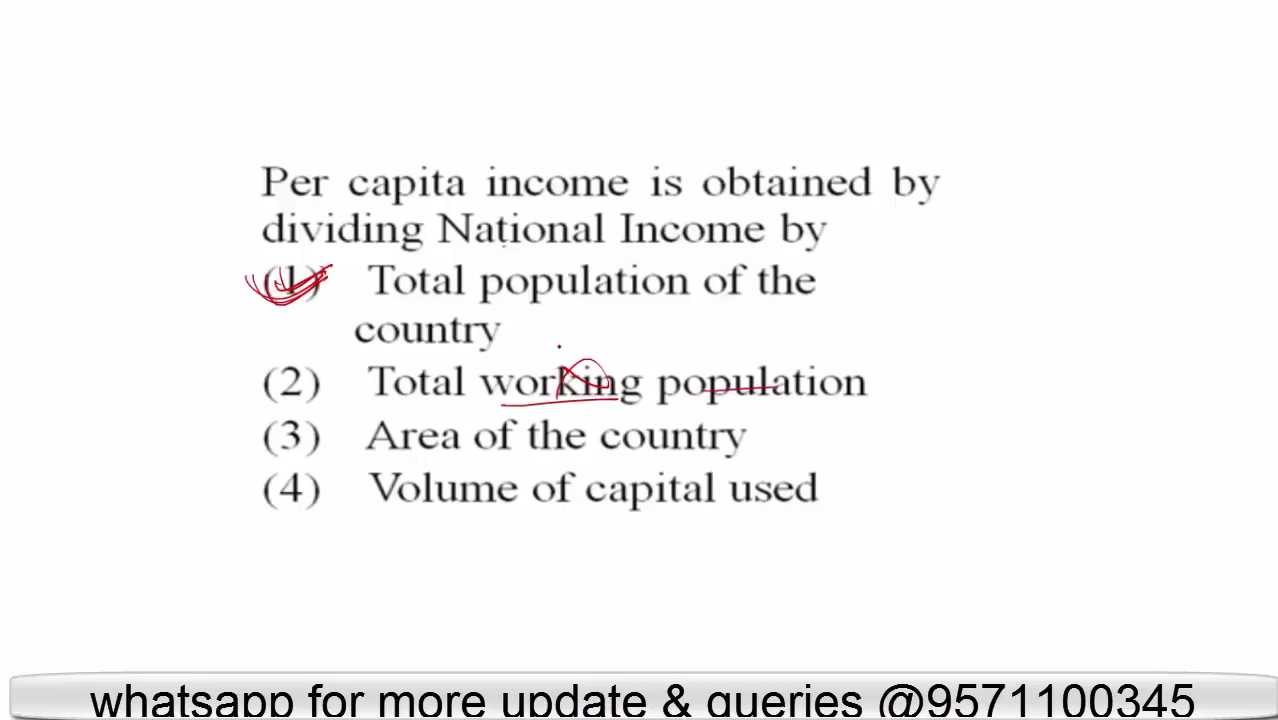 Per capita income is obtained by
dividing National Income by
(1) Total population of the
country
(2) Total working population
(3) Area of the country
(4) Volume of capital used
whatsapp for more update & queries @9571100345